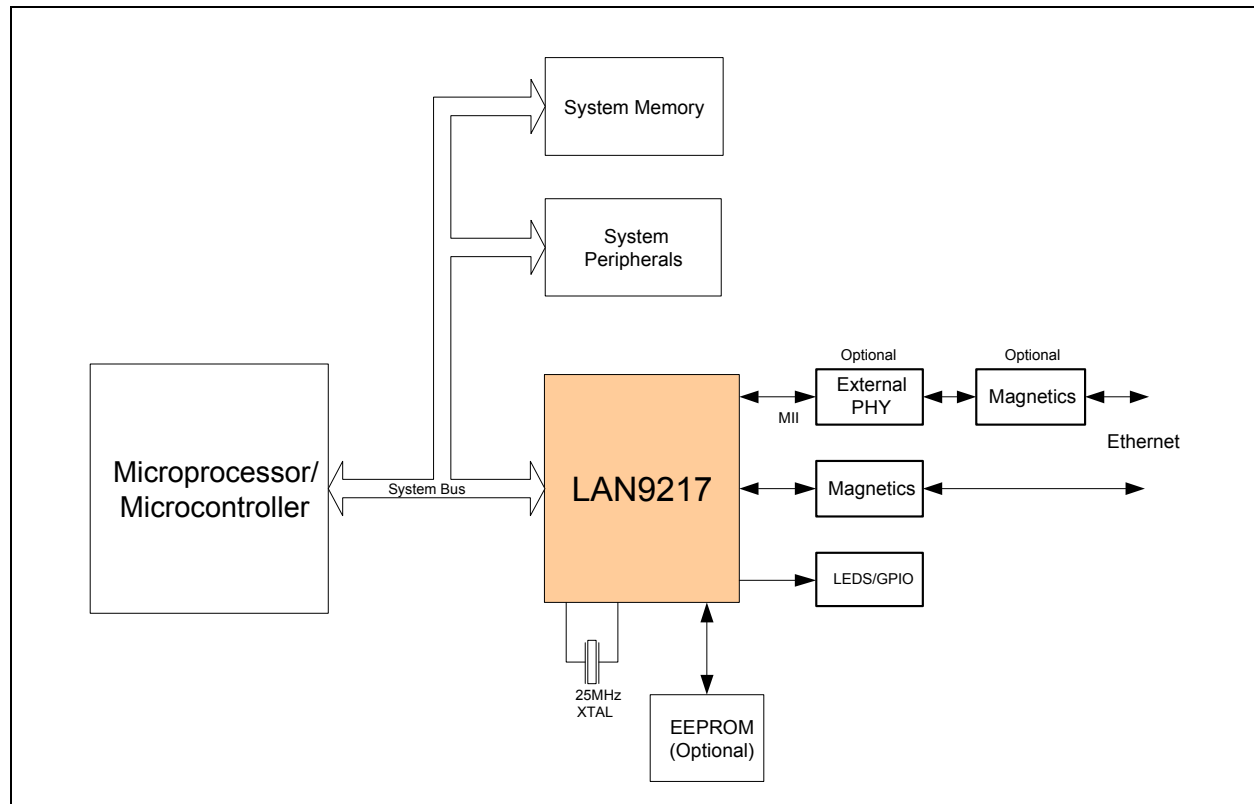 System Memory
System
Peripherals
Optional
Optional
External
PHY
Magnetics
MII
Ethernet
Microprocessor/
Microcontroller
System Bus
LAN9217
Magnetics
LEDS/GPIO
25MHz
XTAL
EEPROM
(Optional)